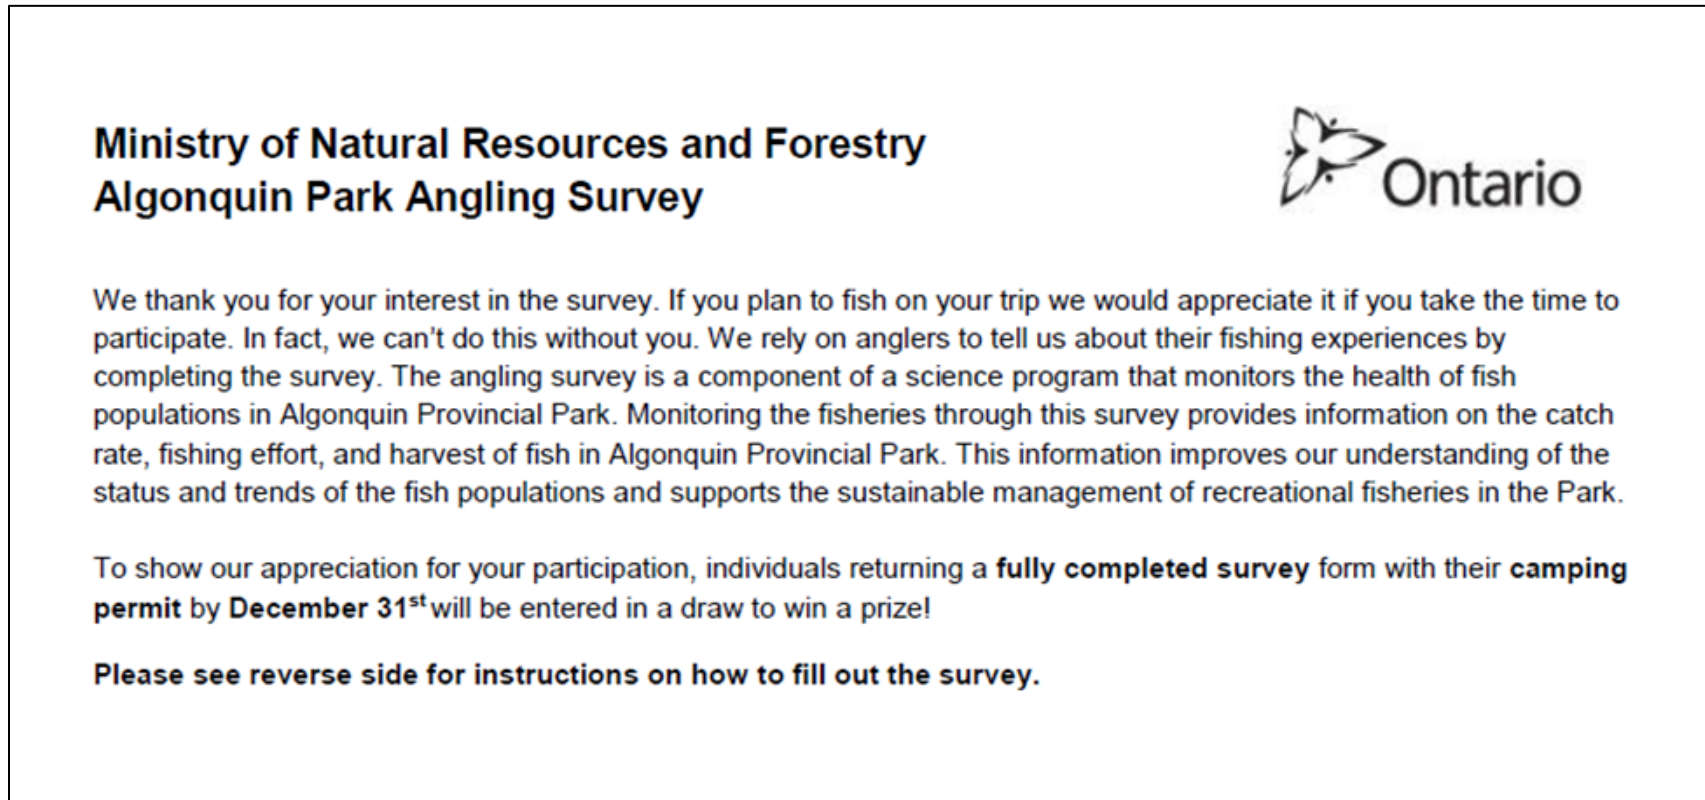 Ministry of Natural Resources and Forestry
Algonquin Park Angling Survey
Ontario
We thank you for your interest in the survey. If you plan to fish on your trip we would appreciate it if you take the time to
participate. In fact, we can't do this without you. We rely on anglers to tell us about their fishing experiences by
completing the survey. The angling survey is a component of a science program that monitors the health of fish
populations in Algonquin Provincial Park. Monitoring the fisheries through this survey provides information on the catch
rate, fishing effort, and harvest of fish in Algonquin Provincial Park. This information improves our understanding of the
status and trends of the fish populations and supports the sustainable management of recreational fisheries in the Park.
To show our appreciation for your participation, individuals returning a fully completed survey form with their camping
permit by December 31st will be entered in a draw to win a prize!
Please see reverse side for instructions on how to fill out the survey.